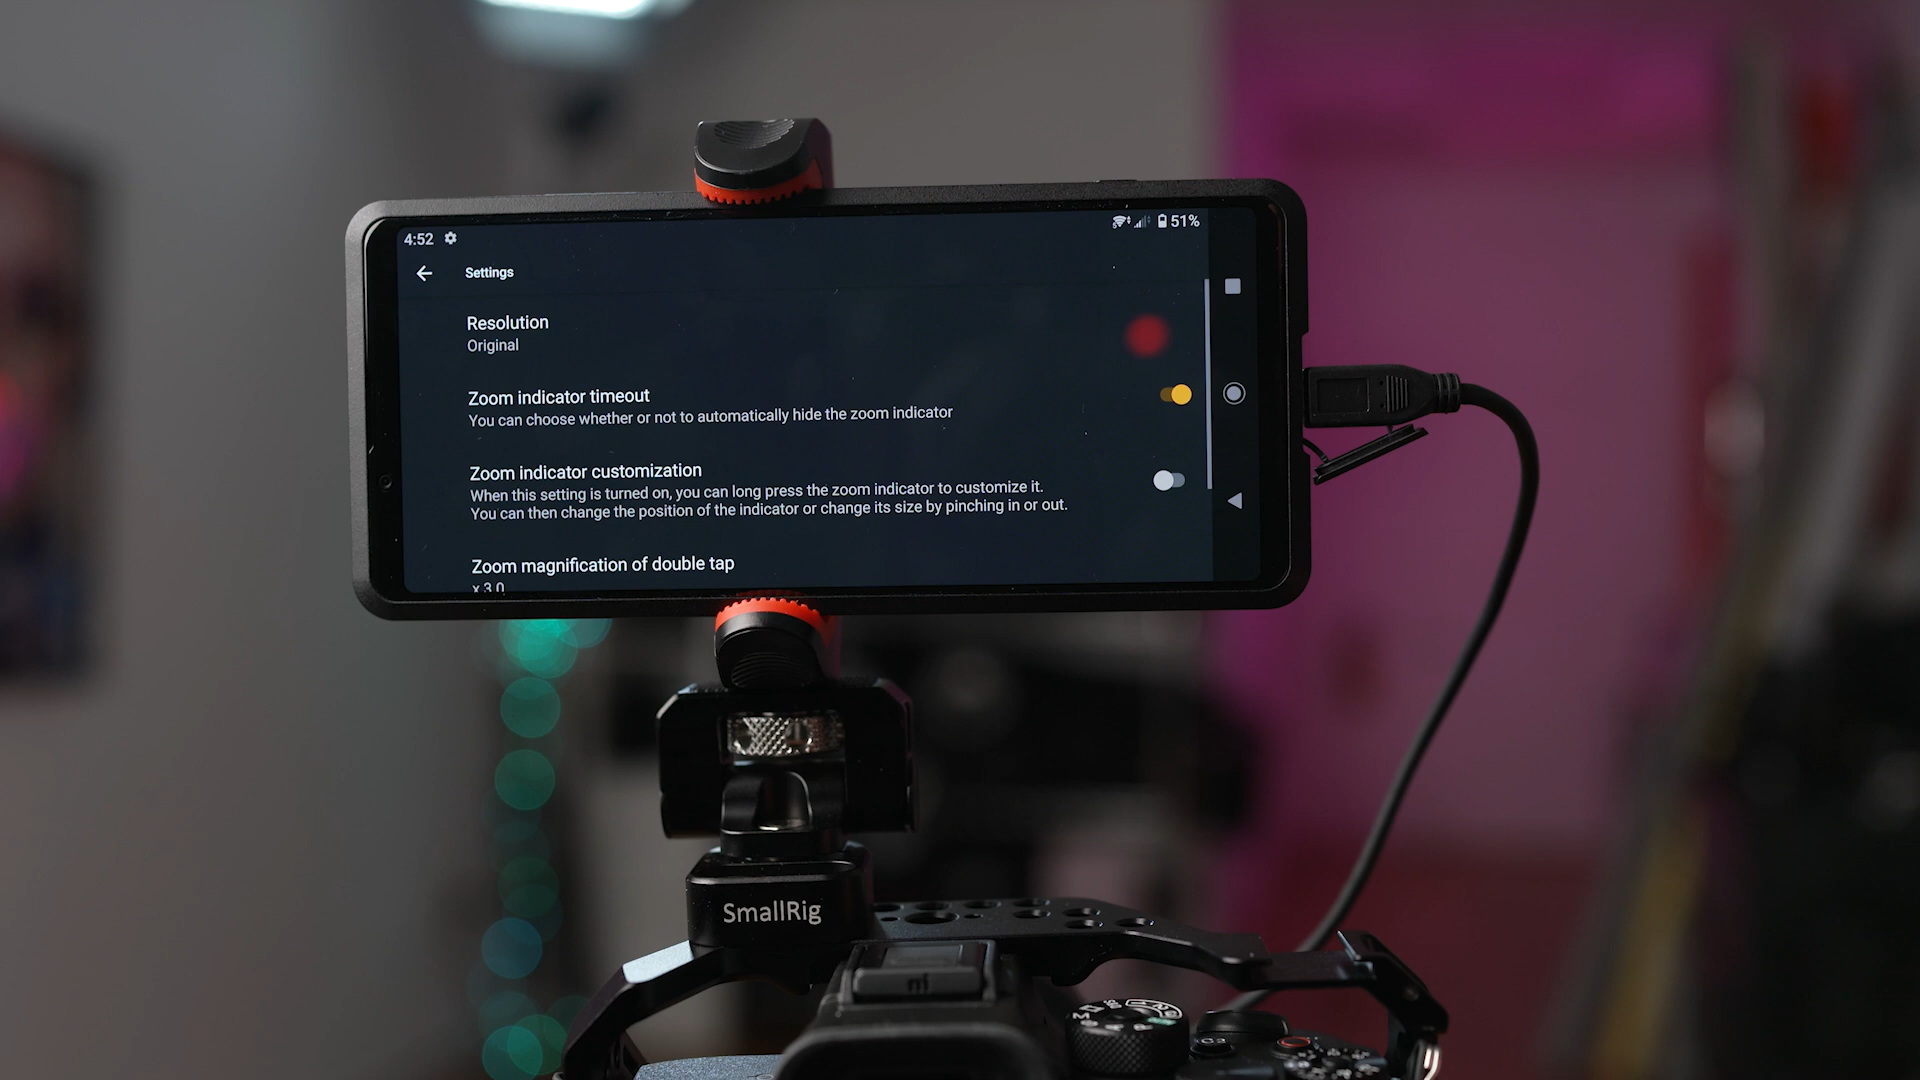 4:52 51%
Settings
Resolution
Original
Zoom indicator timeout
You can choose whether or not to automatically hide the zoom indicator
Zoom indicator customization
When this setting is turned on, you can long press the zoom indicator to customize it.
You can then change the position of the indicator or change its size by pinching in or out.
Zoom magnification of double tap
x 3.0
SmallRig
M
C2